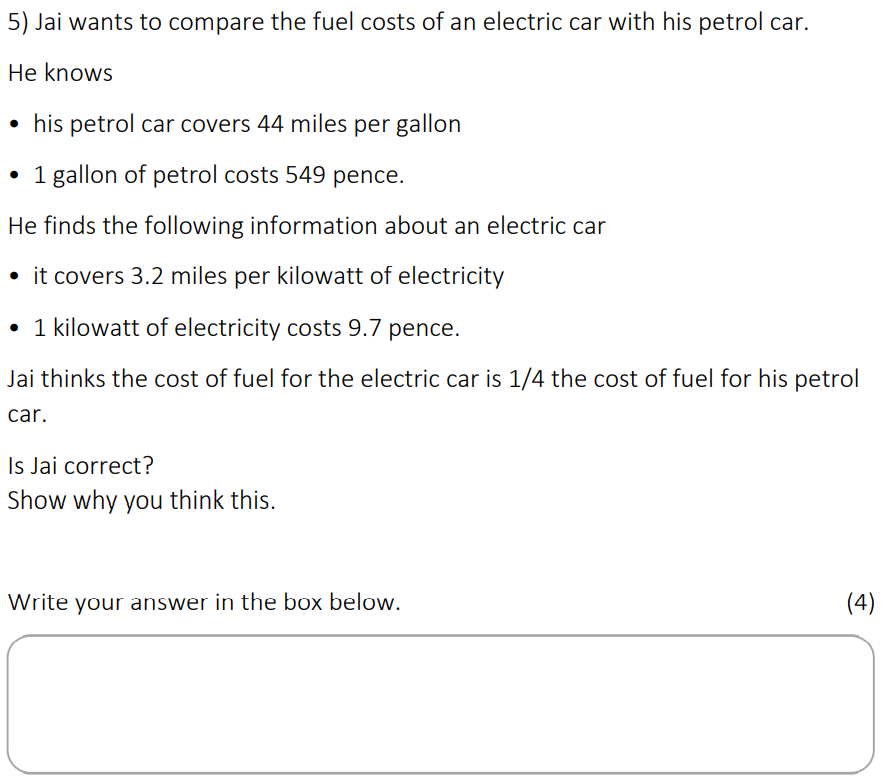 5) Jai wants to compare the fuel costs of an electric car with his petrol car.
He knows
• his petrol car covers 44 miles per gallon
• 1 gallon of petrol costs 549 pence.
He finds the following information about an electric car
• it covers 3.2 miles per kilowatt of electricity
• 1 kilowatt of electricity costs 9.7 pence.
Jai thinks the cost of fuel for the electric car is 1/4 the cost of fuel for his petrol
car.
Is Jai correct?
Show why you think this.
Write your answer in the box below. (4)